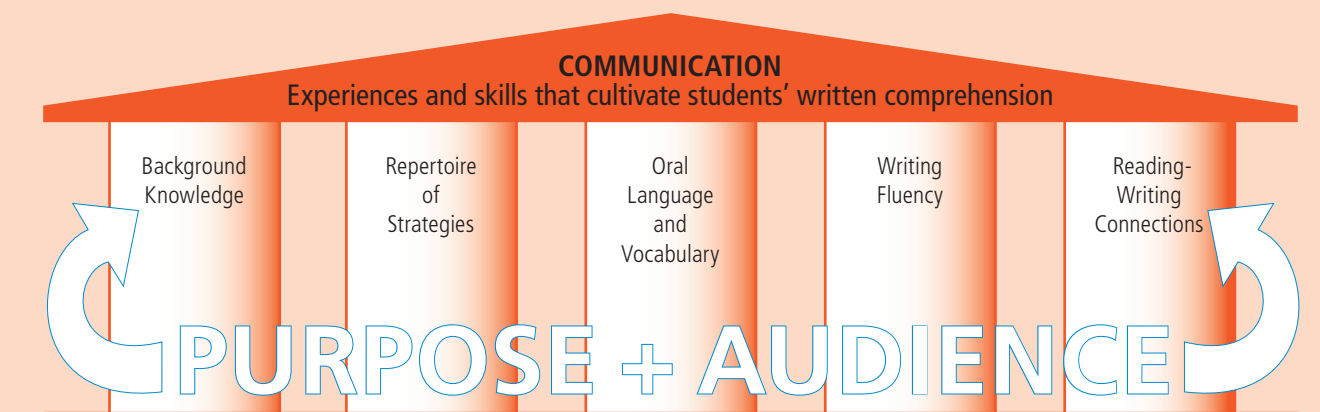 COMMUNICATION
Experiences and skills that cultivate students’ written comprehension
Background
Knowledge
Repertoire
of
Strategies
Oral
Language
and
Vocabulary
Writing
Fluency
Reading-
Writing
Connections
PURPOSE + AUDIENCE